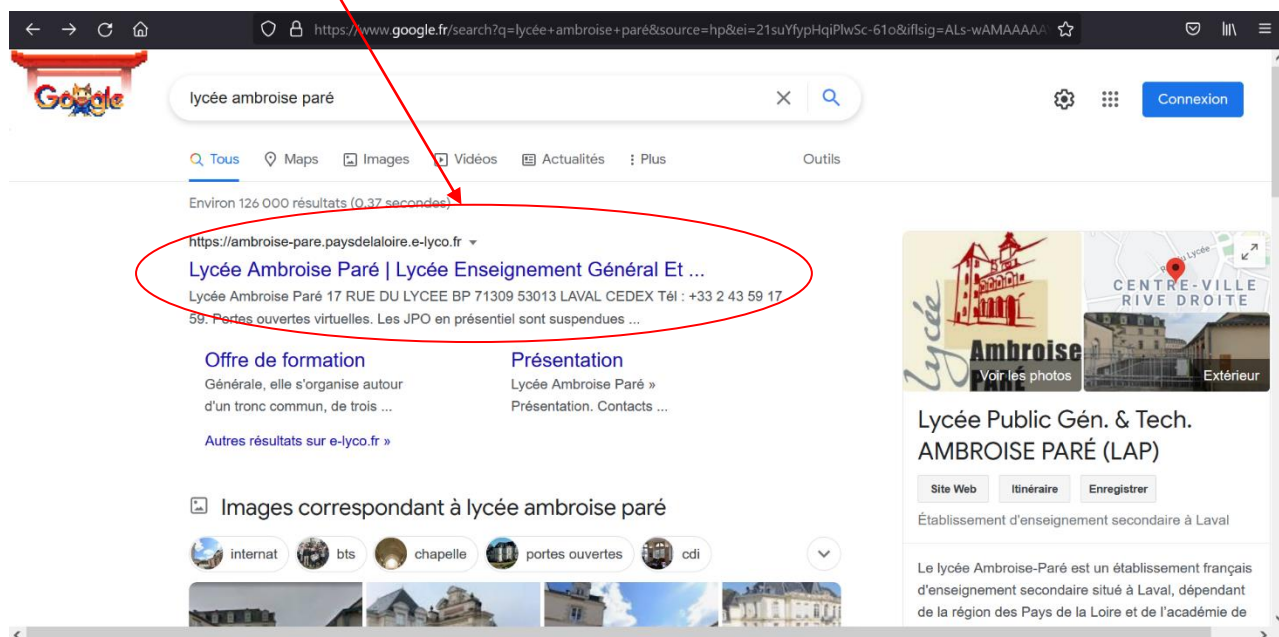 https://www.google.fr/search?q=lycée+ambroise+paré&source=hp&ei=21suYfypHqiPlwSc-61o&iflsig=ALs-wAMAAAAA
Google
lycée ambroise paré
Connexion
Tous Maps Images Vidéos Actualités Plus Outils
Environ 126 000 résultats (0,37 secondes)
https://ambroise-pare.paysdelaloire.e-lyco.fr
Lycée Ambroise Paré | Lycée Enseignement Général Et ...
Lycée Ambroise Paré 17 RUE DU LYCEE BP 71309 53013 LAVAL CEDEX Tél : +33 2 43 59 17
59. Portes ouvertes virtuelles. Les JPO en présentiel sont suspendues ...
Offre de formation
Générale, elle s'organise autour
d'un tronc commun, de trois ...
Présentation
Lycée Ambroise Paré »
Présentation. Contacts ...
Autres résultats sur e-lyco.fr »
Images correspondant à lycée ambroise paré
internat bts chapelle portes ouvertes cdi
lycée
Ambroise
PARÉ
Voir les photos
Lycée
CENTRE-VILLE
RIVE DROITE
Extérieur
Lycée Public Gén. & Tech.
AMBROISE PARÉ (LAP)
Site Web Itinéraire Enregistrer
Établissement d'enseignement secondaire à Laval
Le lycée Ambroise-Paré est un établissement français
d'enseignement secondaire situé à Laval, dépendant
de la région des Pays de la Loire et de l'académie de